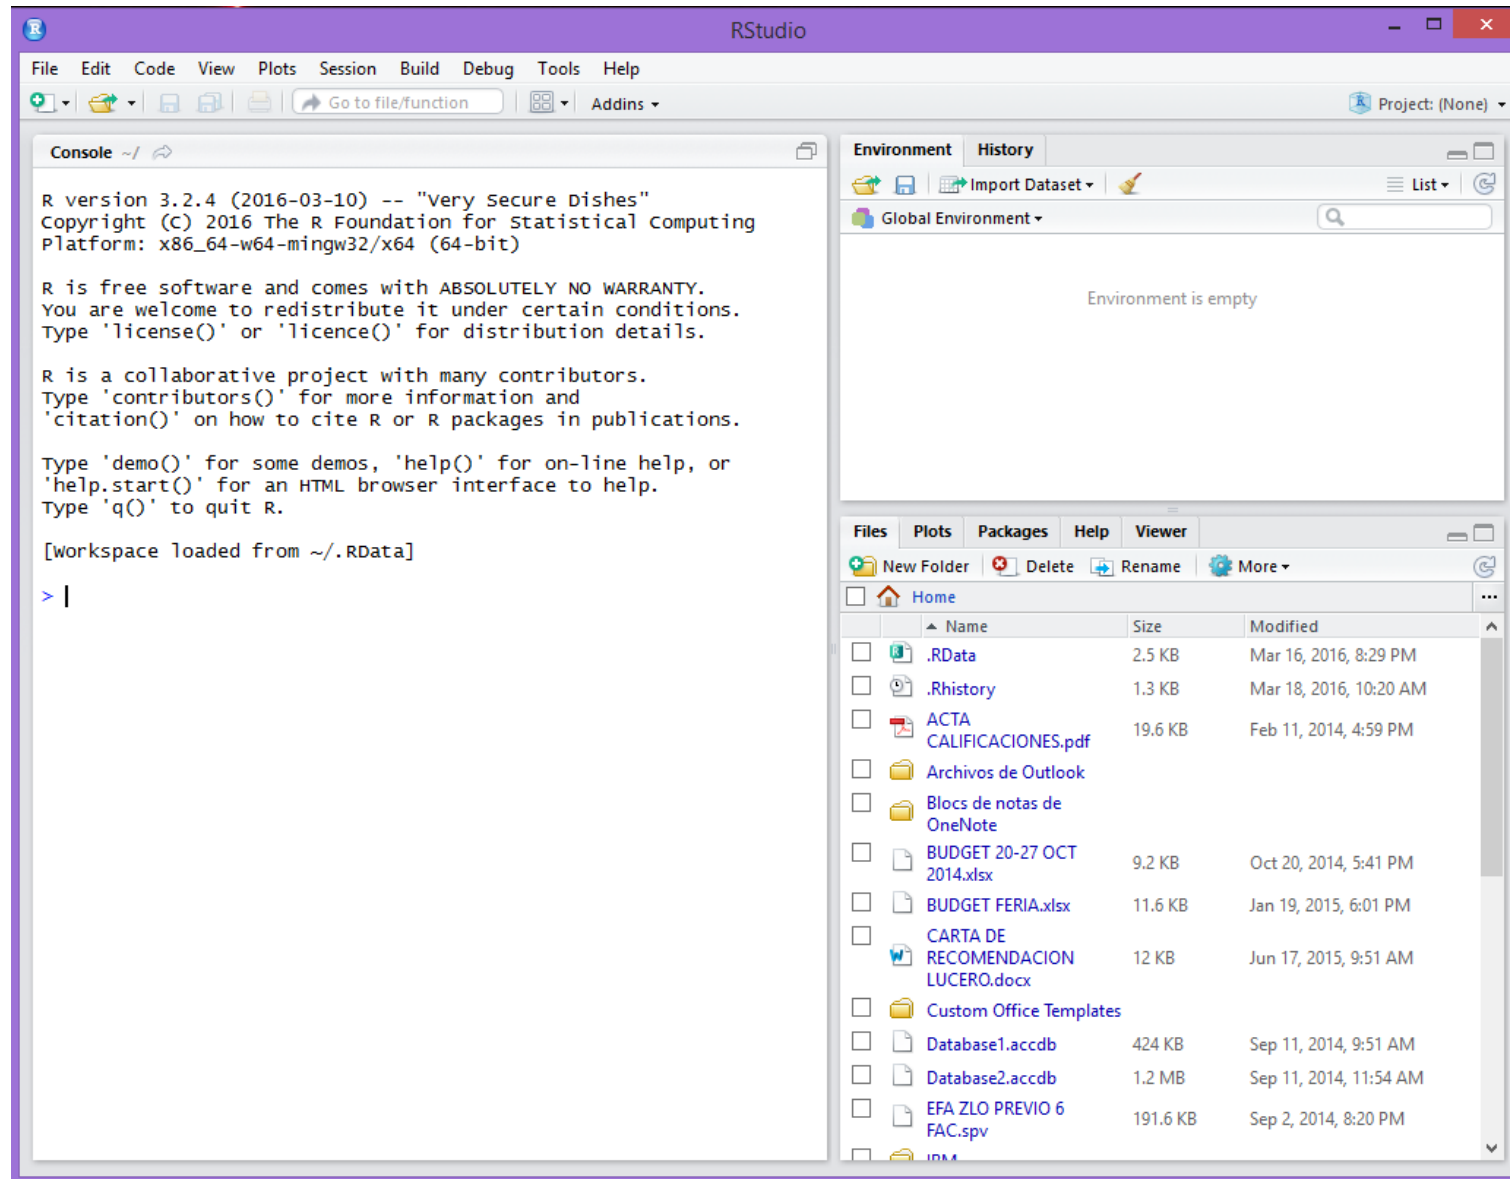 RStudio
File Edit Code View Plots Session Build Debug Tools Help
Go to file/function Addins Project: (None)
Console ~/
R version 3.2.4 (2016-03-10) -- "Very Secure Dishes"
Copyright (C) 2016 The R Foundation for Statistical Computing
Platform: x86_64-w64-mingw32/x64 (64-bit)
R is free software and comes with ABSOLUTELY NO WARRANTY.
You are welcome to redistribute it under certain conditions.
Type 'license()' or 'licence()' for distribution details.
R is a collaborative project with many contributors.
Type 'contributors()' for more information and
'citation()' on how to cite R or R packages in publications.
Type 'demo()' for some demos, 'help()' for on-line help, or
'help.start()' for an HTML browser interface to help.
Type 'q()' to quit R.
[Workspace loaded from ~/.RData]
>
Environment History
Import Dataset List
Global Environment
Environment is empty
Files Plots Packages Help Viewer
New Folder Delete Rename More
Home ...
Name Size Modified
.RData 2.5 KB Mar 16, 2016, 8:29 PM
.Rhistory 1.3 KB Mar 18, 2016, 10:20 AM
ACTA
CALIFICACIONES.pdf 19.6 KB Feb 11, 2014, 4:59 PM
Archivos de Outlook
Blocs de notas de
OneNote
BUDGET 20-27 OCT
2014.xlsx 9.2 KB Oct 20, 2014, 5:41 PM
BUDGET FERIA.xlsx 11.6 KB Jan 19, 2015, 6:01 PM
CARTA DE
RECOMENDACION 12 KB Jun 17, 2015, 9:51 AM
LUCERO.docx
Custom Office Templates
Database1.accdb 424 KB Sep 11, 2014, 9:51 AM
Database2.accdb 1.2 MB Sep 11, 2014, 11:54 AM
EFA ZLO PREVIO 6
FAC.spv 191.6 KB Sep 2, 2014, 8:20 PM